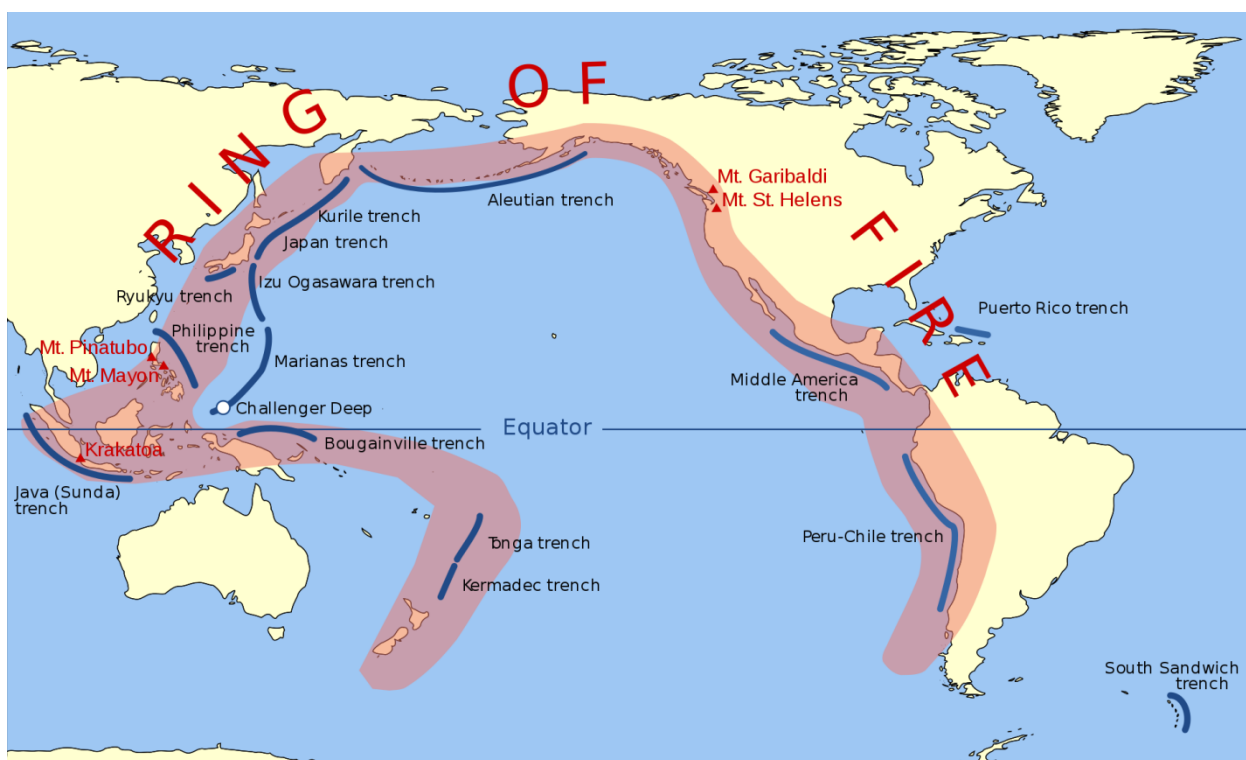 RING OF FIRE
Mt. Garibaldi
Mt. St. Helens
Aleutian trench
Kurile trench
Japan trench
Izu Ogasawara trench
Ryukyu trench
Puerto Rico trench
Philippine
trench
Mt. Pinatubo
Mt. Mayon
Marianas trench
Middle America
trench
Challenger Deep
Equator
Bougainville trench
Krakatoa
Java (Sunda)
trench
Tonga trench
Peru-Chile trench
Kermadec trench
South Sandwich
trench